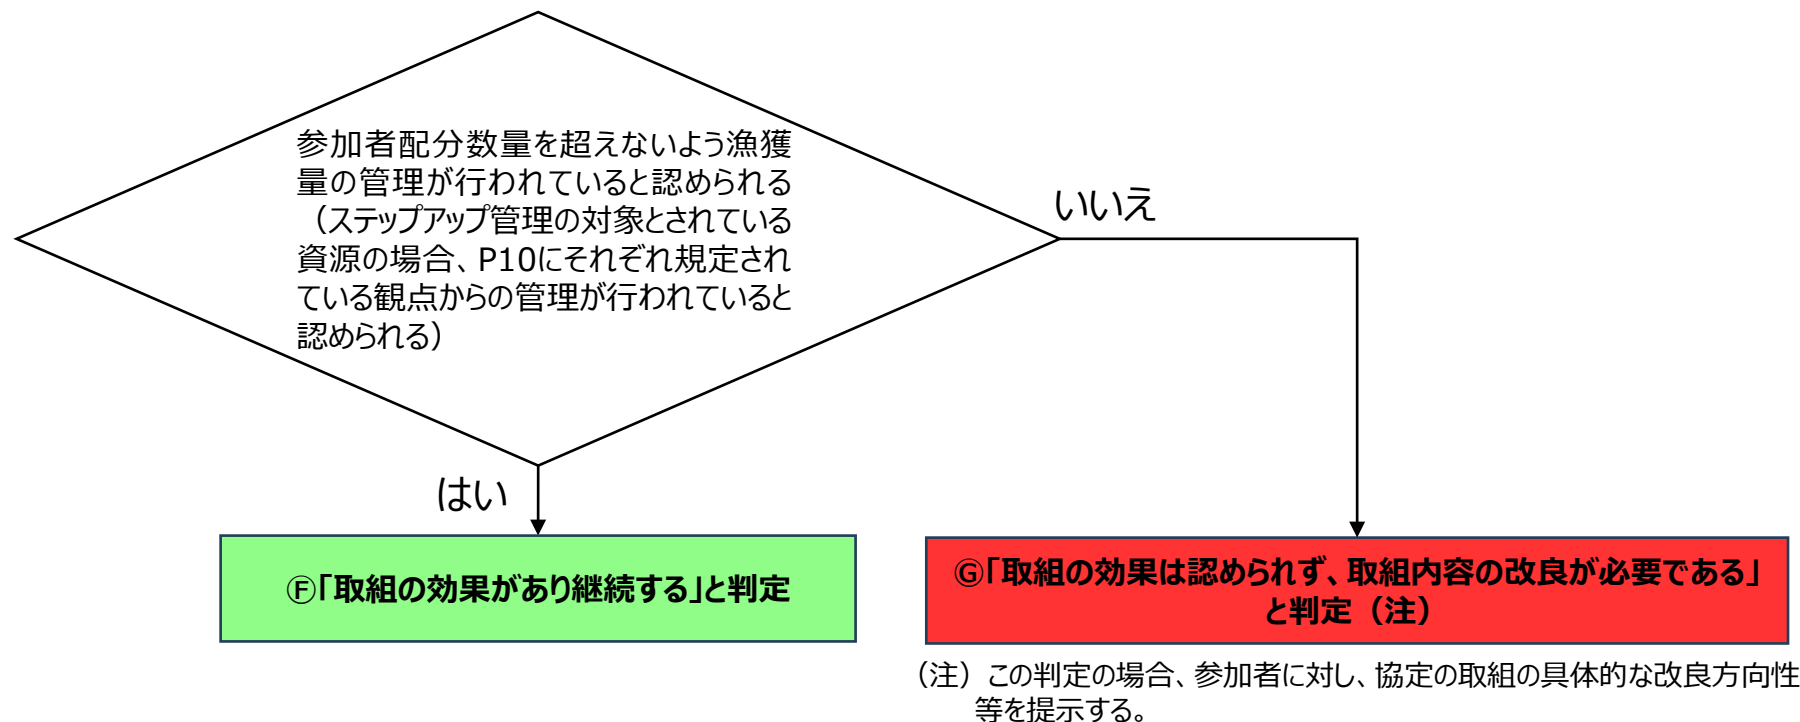 参加者配分数量を超えないよう漁獲
量の管理が行われていると認められる
（ステップアップ管理の対象とされている
資源の場合、P10にそれぞれ規定され
ている観点からの管理が行われていると
認められる）
いいえ
はい
Ⓕ「取組の効果があり継続する」と判定
Ⓖ「取組の効果は認められず、取組内容の改良が必要である」
と判定（注）
（注）この判定の場合、参加者に対し、協定の取組の具体的な改良方向性
等を提示する。